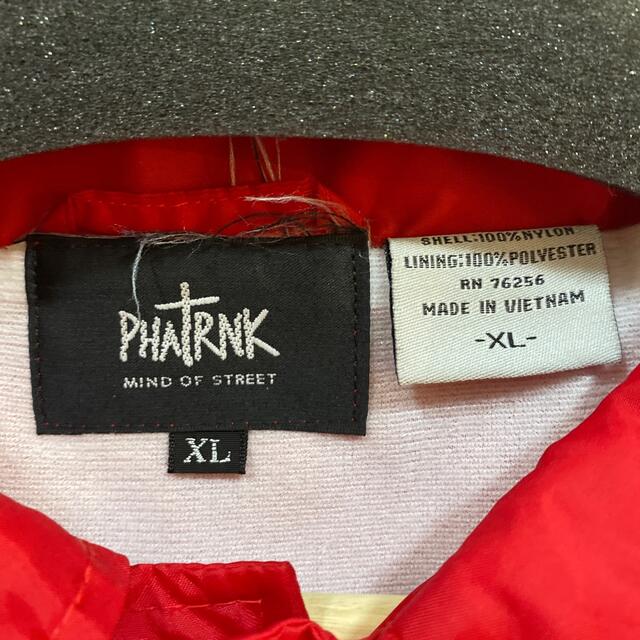 PHATRNK
MIND OF STREET
XL
SHELL:100%NYLON
LINING:100%POLYESTER
RN 76256
MADE IN VIETNAM
-XL-